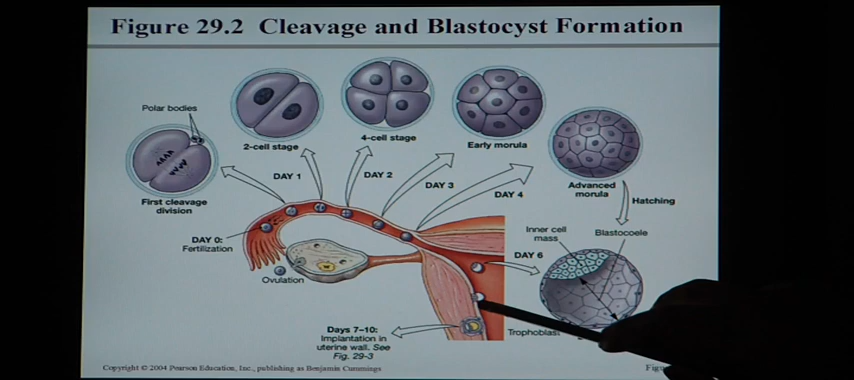 Figure 29.2 Cleavage and Blastocyst Formation
Polar bodies
First cleavage
division
2-cell stage
4-cell stage
Early morula
Advanced
morula
DAY 1
DAY 2
DAY 3
DAY 4
Hatching
DAY 0:
Fertilization
Ovulation
Inner cell
mass
Blastocoele
DAY 6
Trophoblast
Days 7–10:
Implantation in
uterine wall. See
Fig. 29-3
Copyright © 2004 Pearson Education, Inc., publishing as Benjamin Cummings